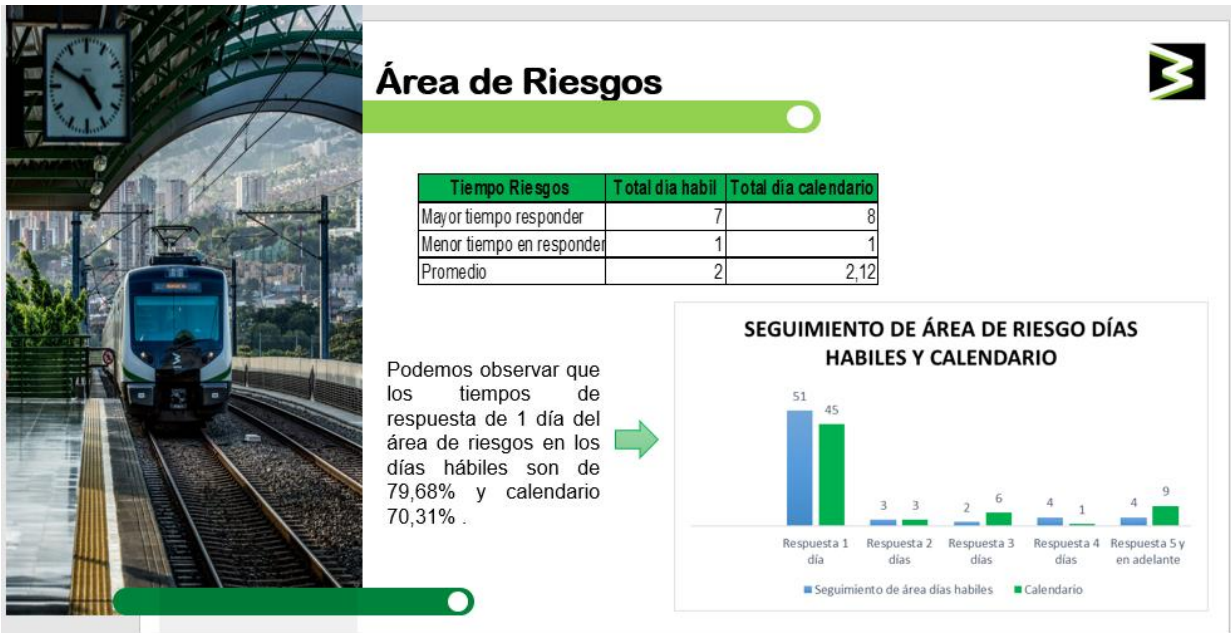 Área de Riesgos
Tiempo Riesgos Total dia habil Total dia calendario
Mayor tiempo responder 7 8
Menor tiempo en responder 1 1
Promedio 2 2,12
Podemos observar que
los tiempos de
respuesta de 1 día del
área de riesgos en los
días hábiles son de
79,68% y calendario
70,31% .
SEGUIMIENTO DE ÁREA DE RIESGO DÍAS
HABILES Y CALENDARIO
51 45 3 3 2 6 4 1 4 9
Respuesta 1 Respuesta 2 Respuesta 3 Respuesta 4 Respuesta 5 y
día días días días en adelante
Seguimiento de área días habiles Calendario